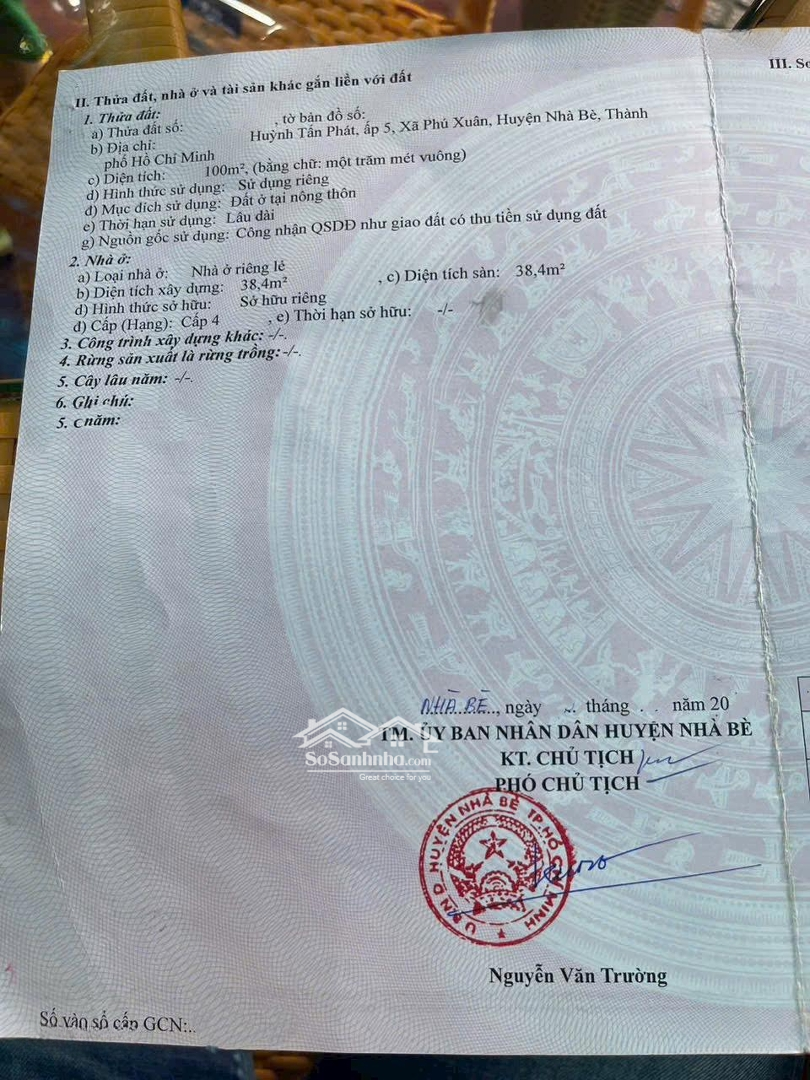 III. Sơ
II. Thửa đất, nhà ở và tài sản khác gắn liền với đất
1. Thửa đất:
a) Thửa đất số: , tờ bản đồ số:
b) Địa chỉ: Huỳnh Tấn Phát, ấp 5, Xã Phú Xuân, Huyện Nhà Bè, Thành
phố Hồ Chí Minh
c) Diện tích: 100m², (bằng chữ: một trăm mét vuông)
d) Hình thức sử dụng: Sử dụng riêng
đ) Mục đích sử dụng: Đất ở tại nông thôn
e) Thời hạn sử dụng: Lâu dài
g) Nguồn gốc sử dụng: Công nhận QSDĐ như giao đất có thu tiền sử dụng đất
2. Nhà ở:
a) Loại nhà ở: Nhà ở riêng lẻ
b) Diện tích xây dựng: 38,4m² , c) Diện tích sàn: 38,4m²
d) Hình thức sở hữu: Sở hữu riêng
đ) Cấp (Hạng): Cấp 4 , e) Thời hạn sở hữu: -/-
3. Công trình xây dựng khác: -/-.
4. Rừng sản xuất là rừng trồng: -/-.
5. Cây lâu năm: -/-.
6. Ghi chú:
5. C năm:
NHÀ BÈ, ngày tháng năm 20
TM. ỦY BAN NHÂN DÂN HUYỆN NHÀ BÈ
KT. CHỦ TỊCH
PHÓ CHỦ TỊCH
SoSanhnha.com
Great choice for you
U B N D HUYỆN NHÀ BÈ TP.HỒ CHÍ MINH
Nguyễn Văn Trường
Số vào sổ cấp GCN:..